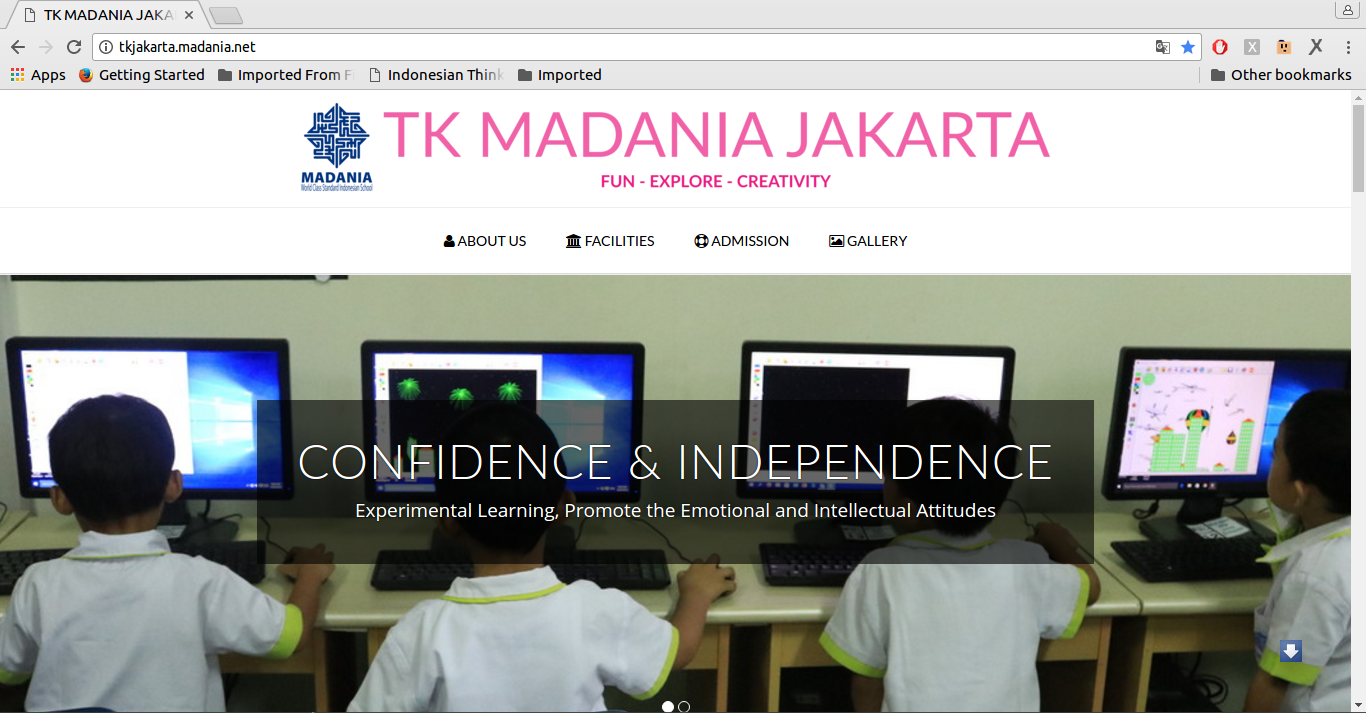 TK MADANIA JAKA
tkjakarta.madania.net
Apps Getting Started Imported From F Indonesian Think Imported Other bookmarks
MADANIA
World Class Standard Indonesian School
TK MADANIA JAKARTA
FUN - EXPLORE - CREATIVITY
ABOUT US FACILITIES ADMISSION GALLERY
CONFIDENCE & INDEPENDENCE
Experimental Learning, Promote the Emotional and Intellectual Attitudes